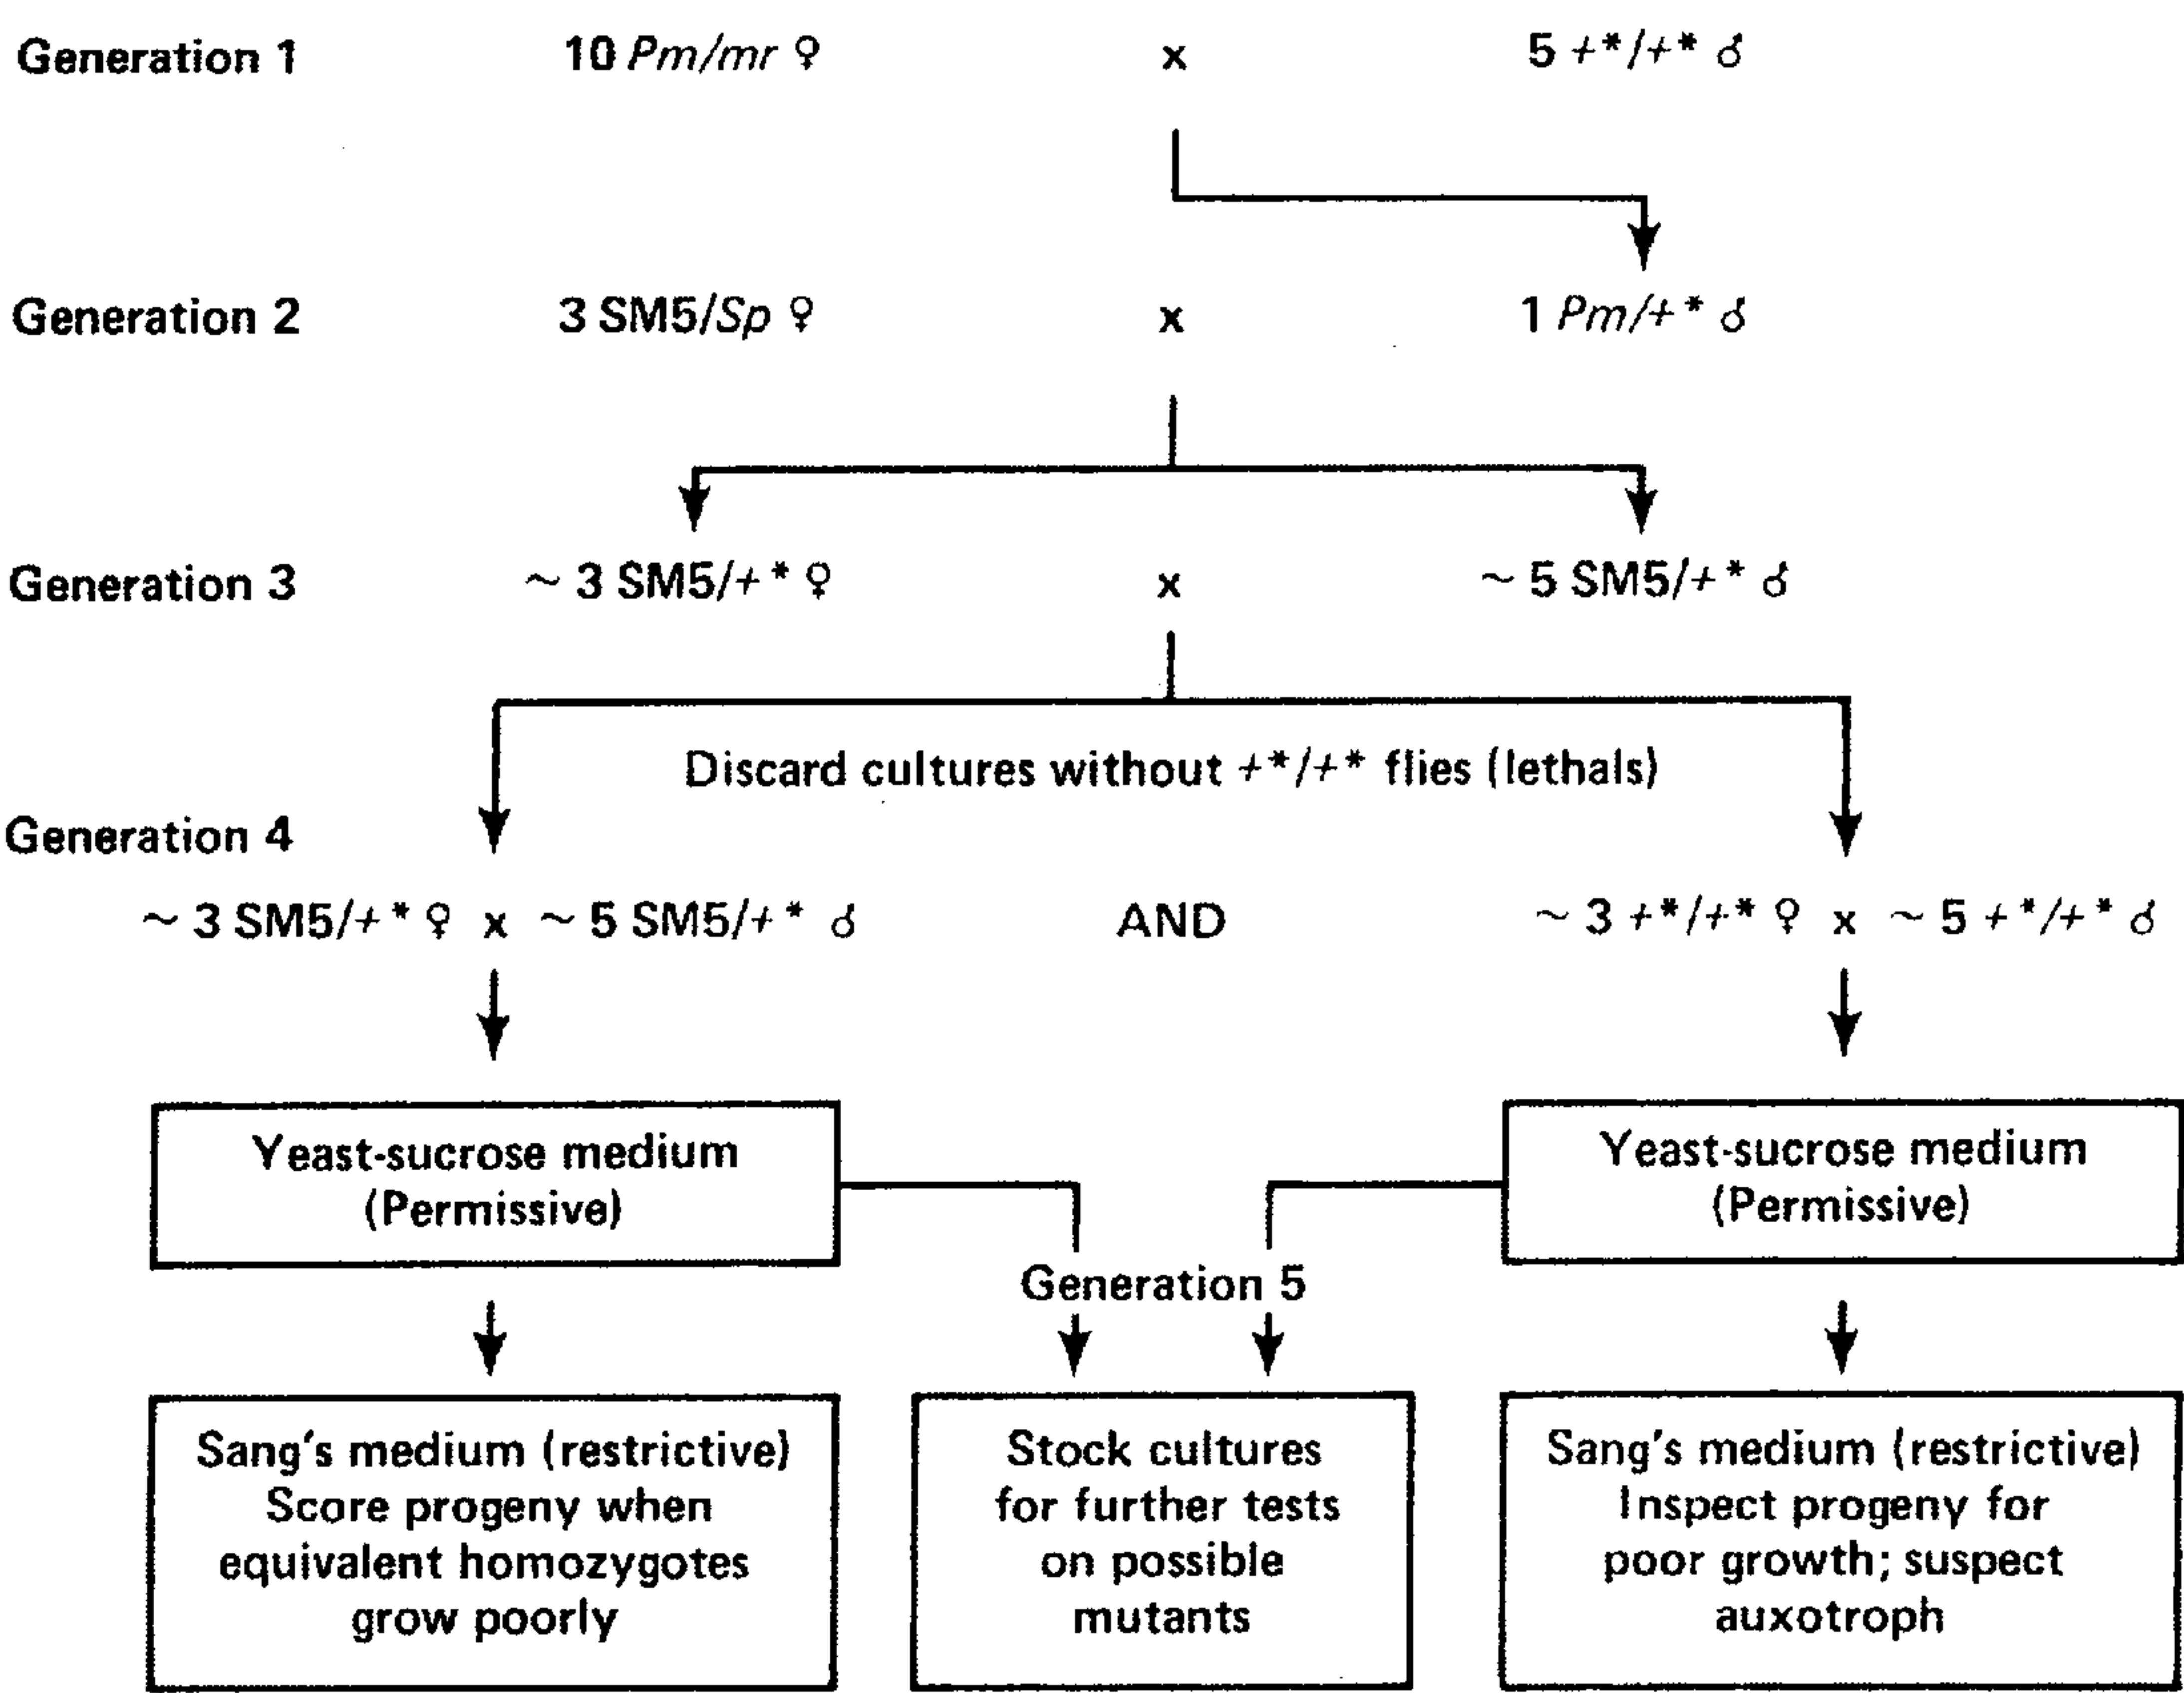 Generation 1 10 Pm/mr ♀ x 5 +*/+* ♂
Generation 2 3 SM5/Sp ♀ x 1 Pm/+* ♂
Generation 3 ~ 3 SM5/+* ♀ x ~ 5 SM5/+* ♂
Discard cultures without +*/+* flies (lethals)
Generation 4
~ 3 SM5/+* ♀ x ~ 5 SM5/+* ♂ AND ~ 3 +*/+* ♀ x ~ 5 +*/+* ♂
Yeast-sucrose medium
(Permissive)
Yeast-sucrose medium
(Permissive)
Generation 5
Sang's medium (restrictive)
Score progeny when
equivalent homozygotes
grow poorly
Stock cultures
for further tests
on possible
mutants
Sang's medium (restrictive)
Inspect progeny for
poor growth; suspect
auxotroph